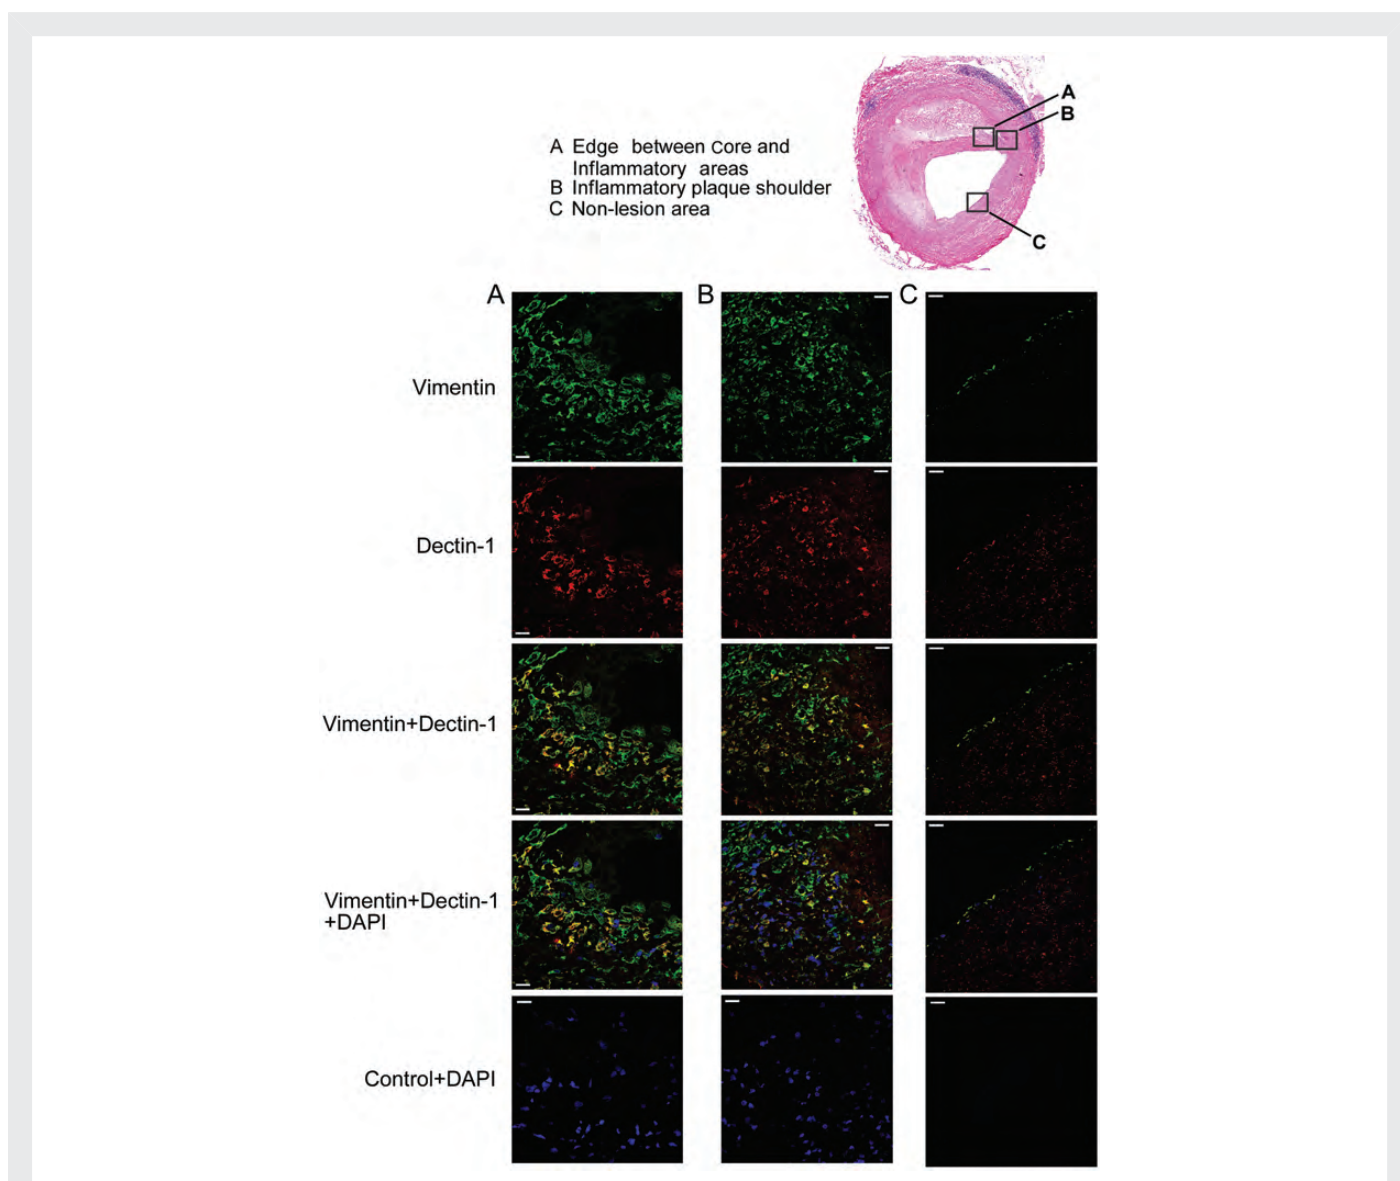 A
B
A Edge between Core and
Inflammatory areas
B Inflammatory plaque shoulder
C Non-lesion area
C
A
B
C
Vimentin
Dectin-1
Vimentin+Dectin-1
Vimentin+Dectin-1
+DAPI
Control+DAPI